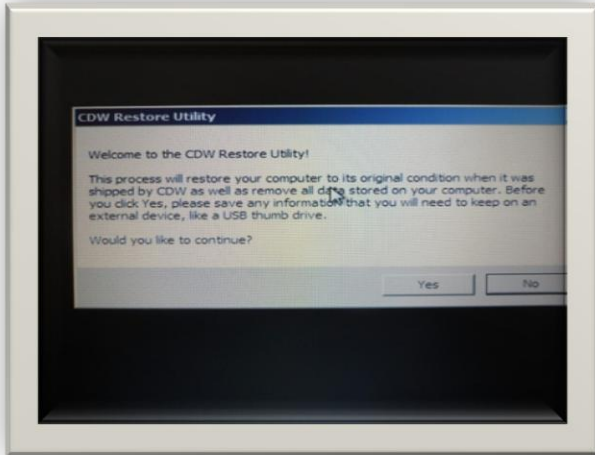 CDW Restore Utility
Welcome to the CDW Restore Utility!
This process will restore your computer to its original condition when it was
shipped by CDW as well as remove all data stored on your computer. Before
you click Yes, please save any information that you will need to keep on an
external device, like a USB thumb drive.
Would you like to continue?
Yes
No